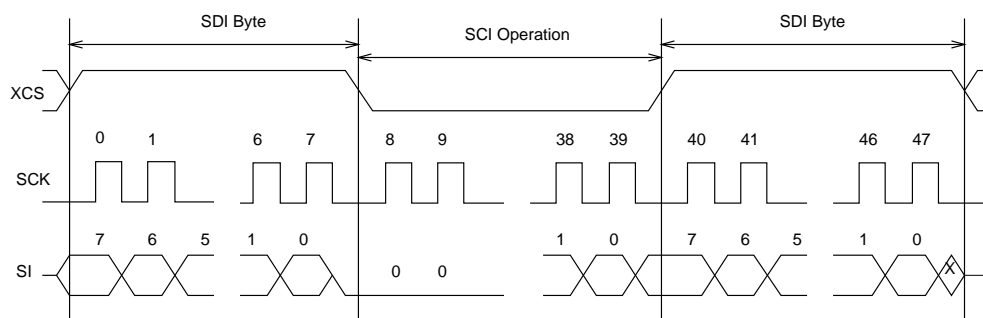 SDI Byte SCI Operation SDI Byte
XCS
0 1 6 7 8 9 38 39 40 41 46 47
SCK
7 6 5 1 0 0 0 1 0 7 6 5 1 0
SI X